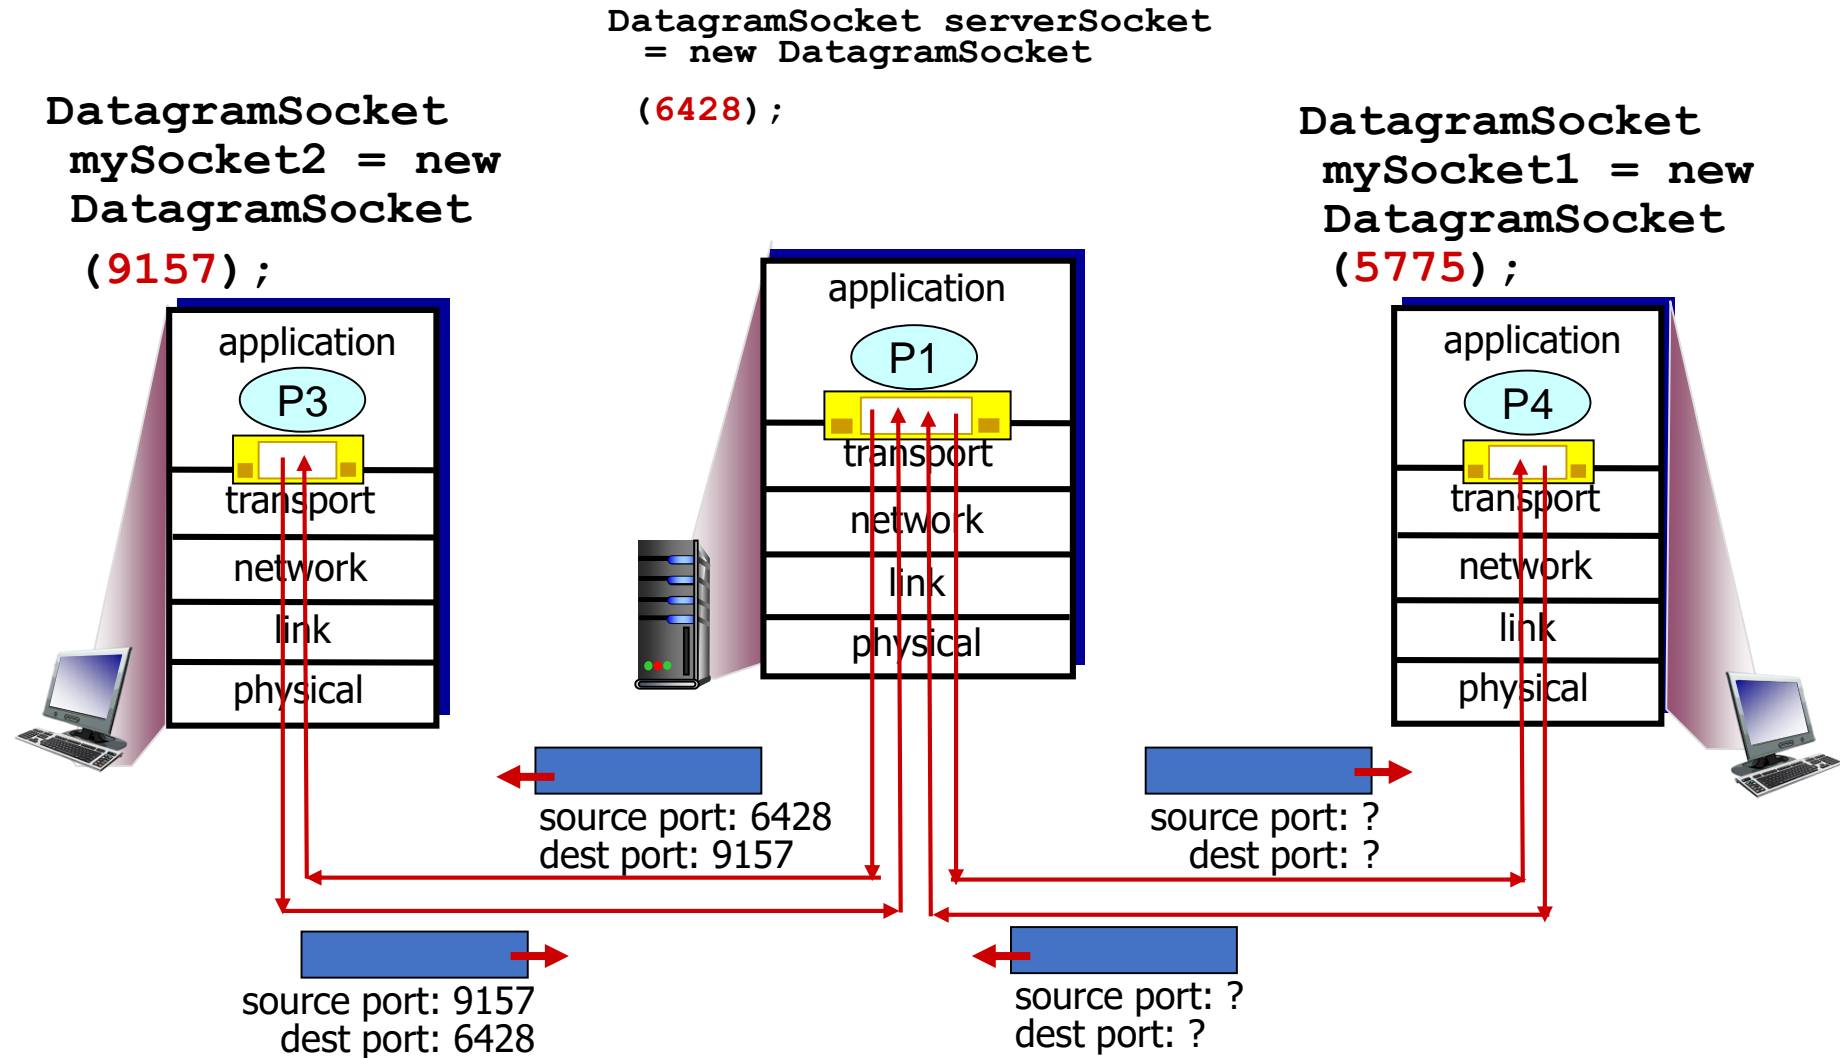 DatagramSocket serverSocket
= new DatagramSocket
(6428);
DatagramSocket
mySocket2 = new
DatagramSocket
(9157);
DatagramSocket
mySocket1 = new
DatagramSocket
(5775);
application
P3
transport
network
link
physical
application
P1
transport
network
link
physical
application
P4
transport
network
link
physical
source port: 6428
dest port: 9157
source port: ?
dest port: ?
source port: 9157
dest port: 6428
source port: ?
dest port: ?